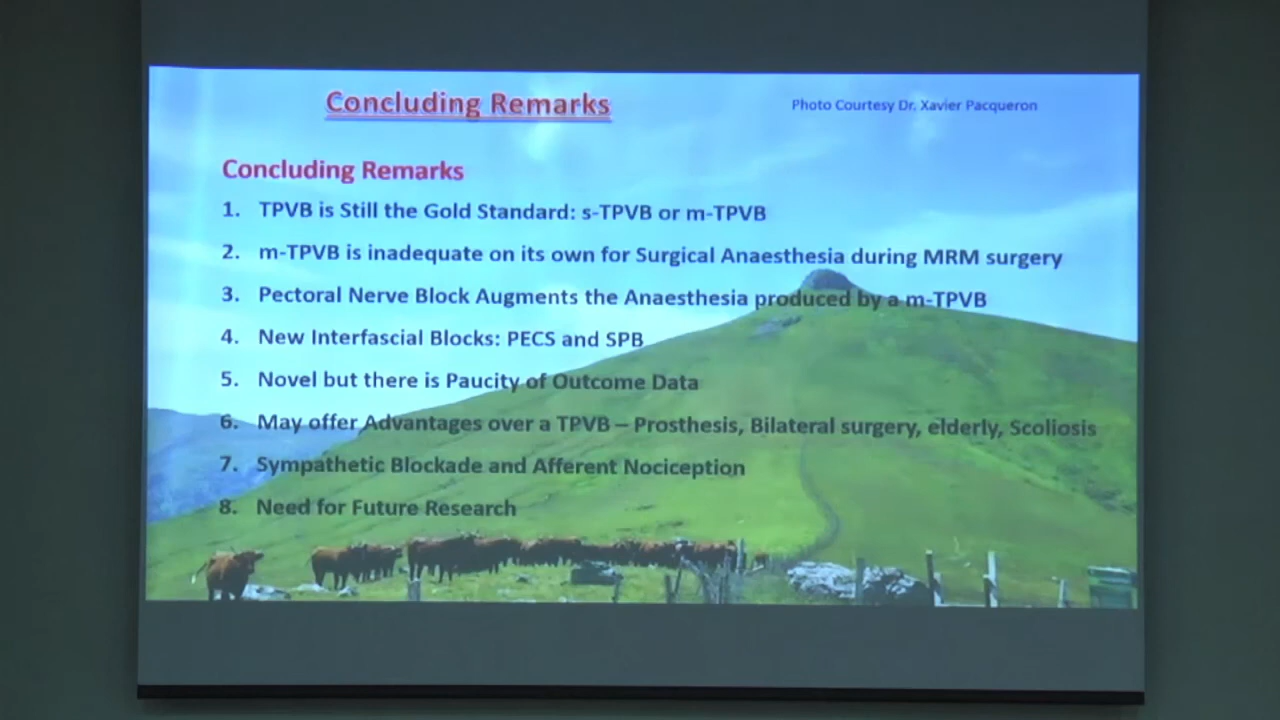 Concluding Remarks
Photo Courtesy Dr. Xavier Pacqueron
Concluding Remarks
1. TPVB is Still the Gold Standard: s-TPVB or m-TPVB
2. m-TPVB is inadequate on its own for Surgical Anaesthesia during MRM surgery
3. Pectoral Nerve Block Augments the Anaesthesia produced by a m-TPVB
4. New Interfascial Blocks: PECS and SPB
5. Novel but there is Paucity of Outcome Data
6. May offer Advantages over a TPVB – Prosthesis, Bilateral surgery, elderly, Scoliosis
7. Sympathetic Blockade and Afferent Nociception
8. Need for Future Research